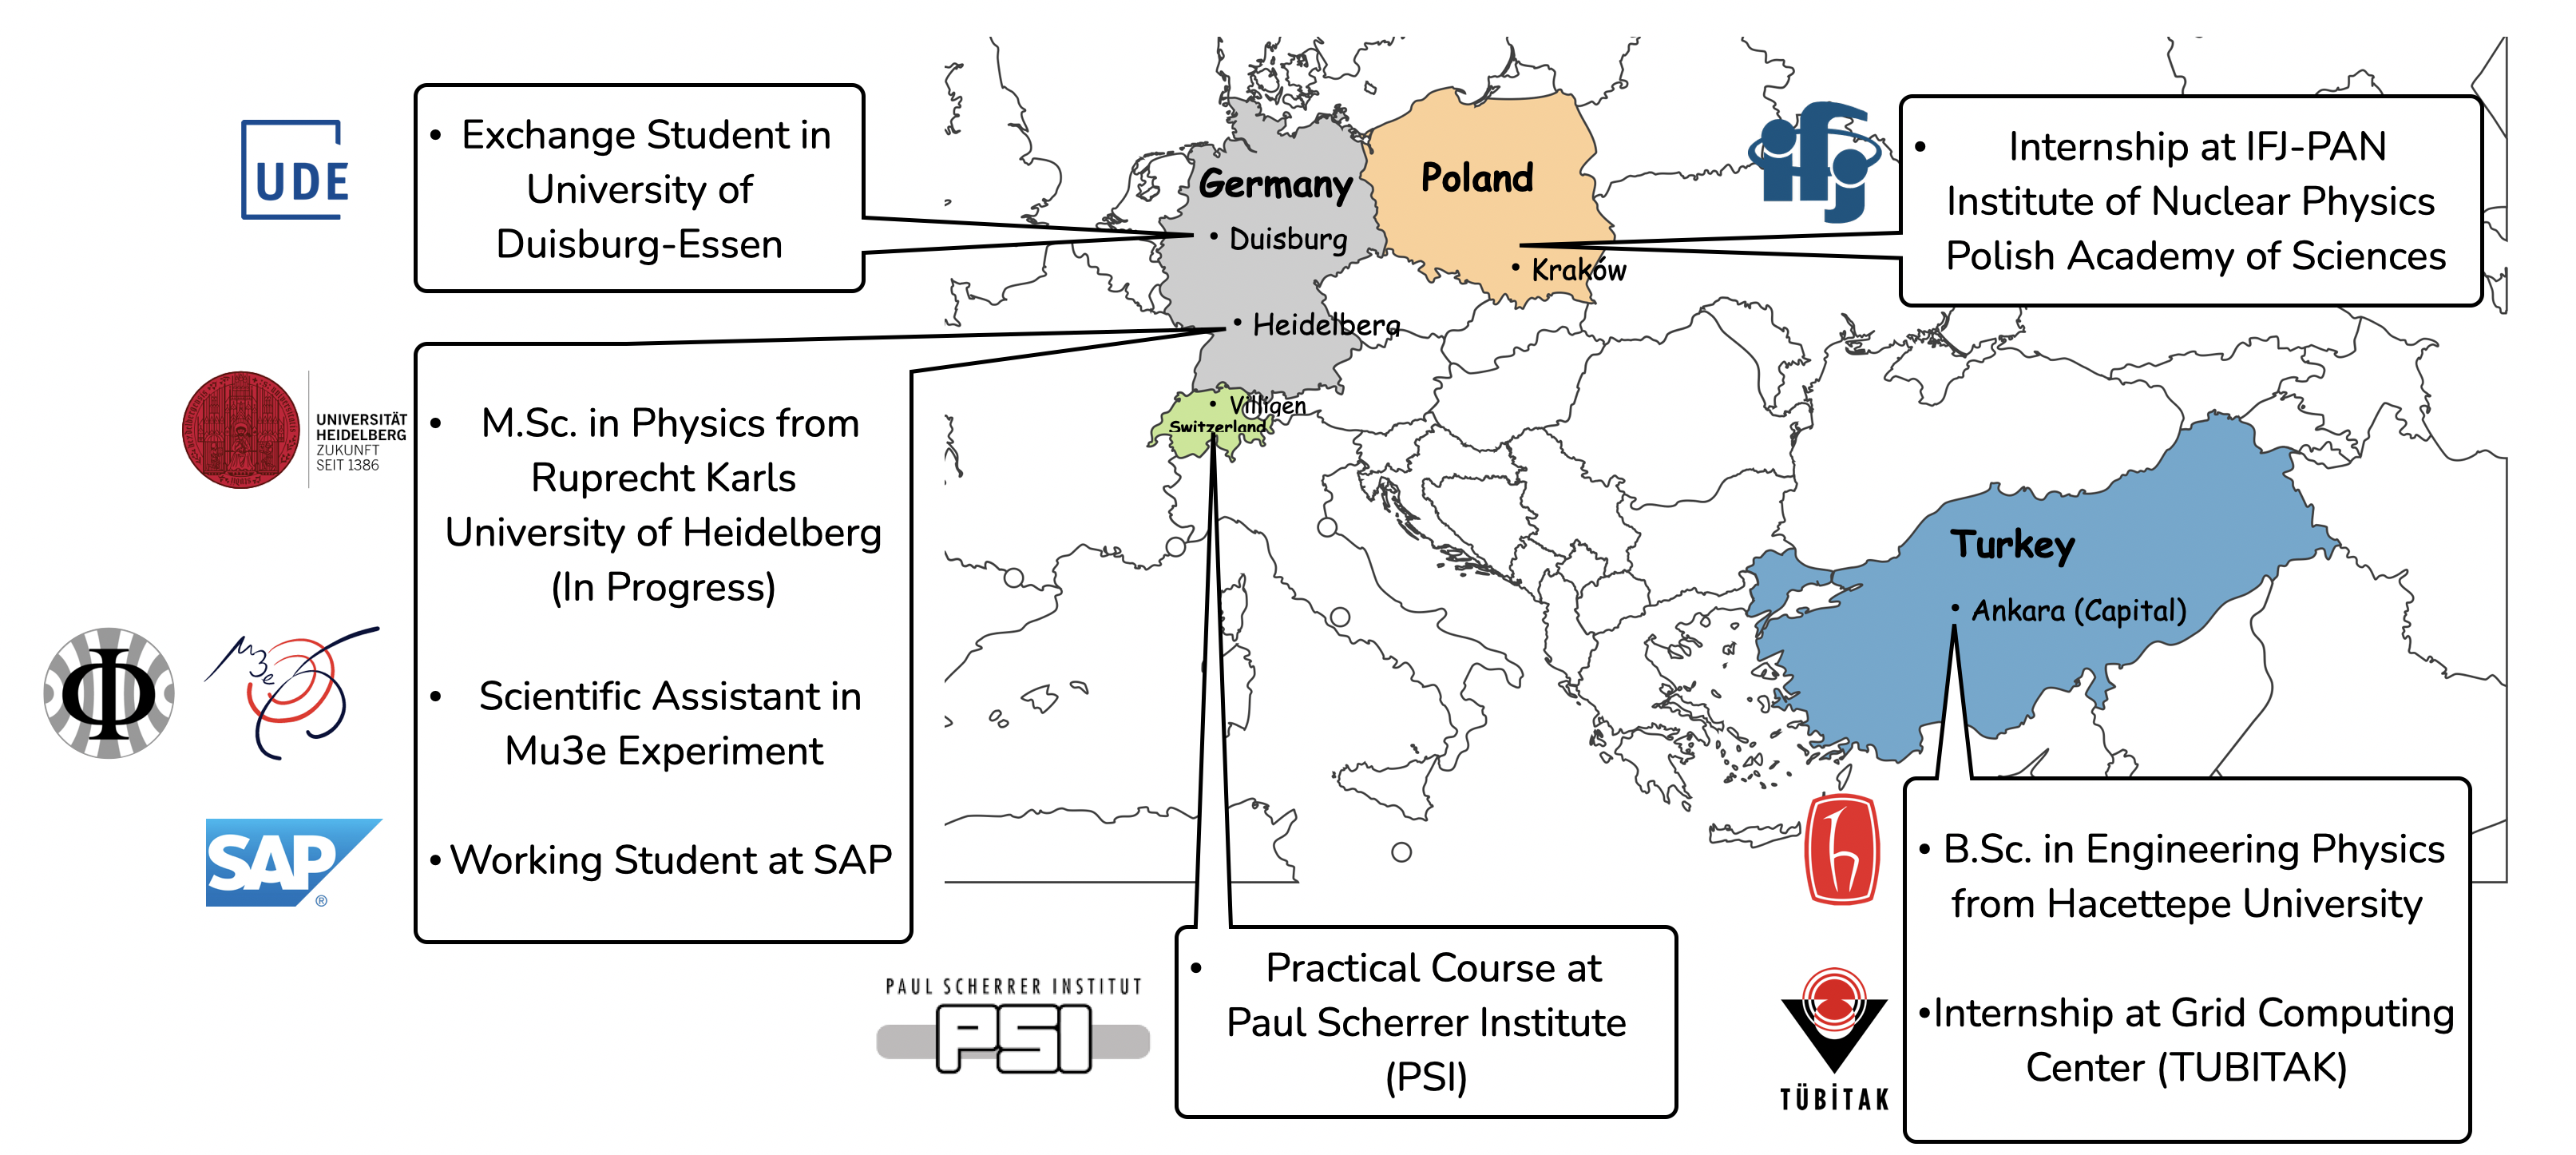 UDE
• Exchange Student in
University of
Duisburg-Essen
Germany
• Duisburg
• Heidelberg
Poland
• Kraków
ifj
• Internship at IFJ-PAN
Institute of Nuclear Physics
Polish Academy of Sciences
UNIVERSITÄT
HEIDELBERG
ZUKUNFT
SEIT 1386
• M.Sc. in Physics from
Ruprecht Karls
University of Heidelberg
(In Progress)
Φ
Mu3e
• Scientific Assistant in
Mu3e Experiment
SAP
®
• Working Student at SAP
• Villigen
Switzerland
PAUL SCHERRER INSTITUT
PSI
• Practical Course at
Paul Scherrer Institute
(PSI)
Turkey
• Ankara (Capital)
• B.Sc. in Engineering Physics
from Hacettepe University
TÜBİTAK
•Internship at Grid Computing
Center (TUBITAK)